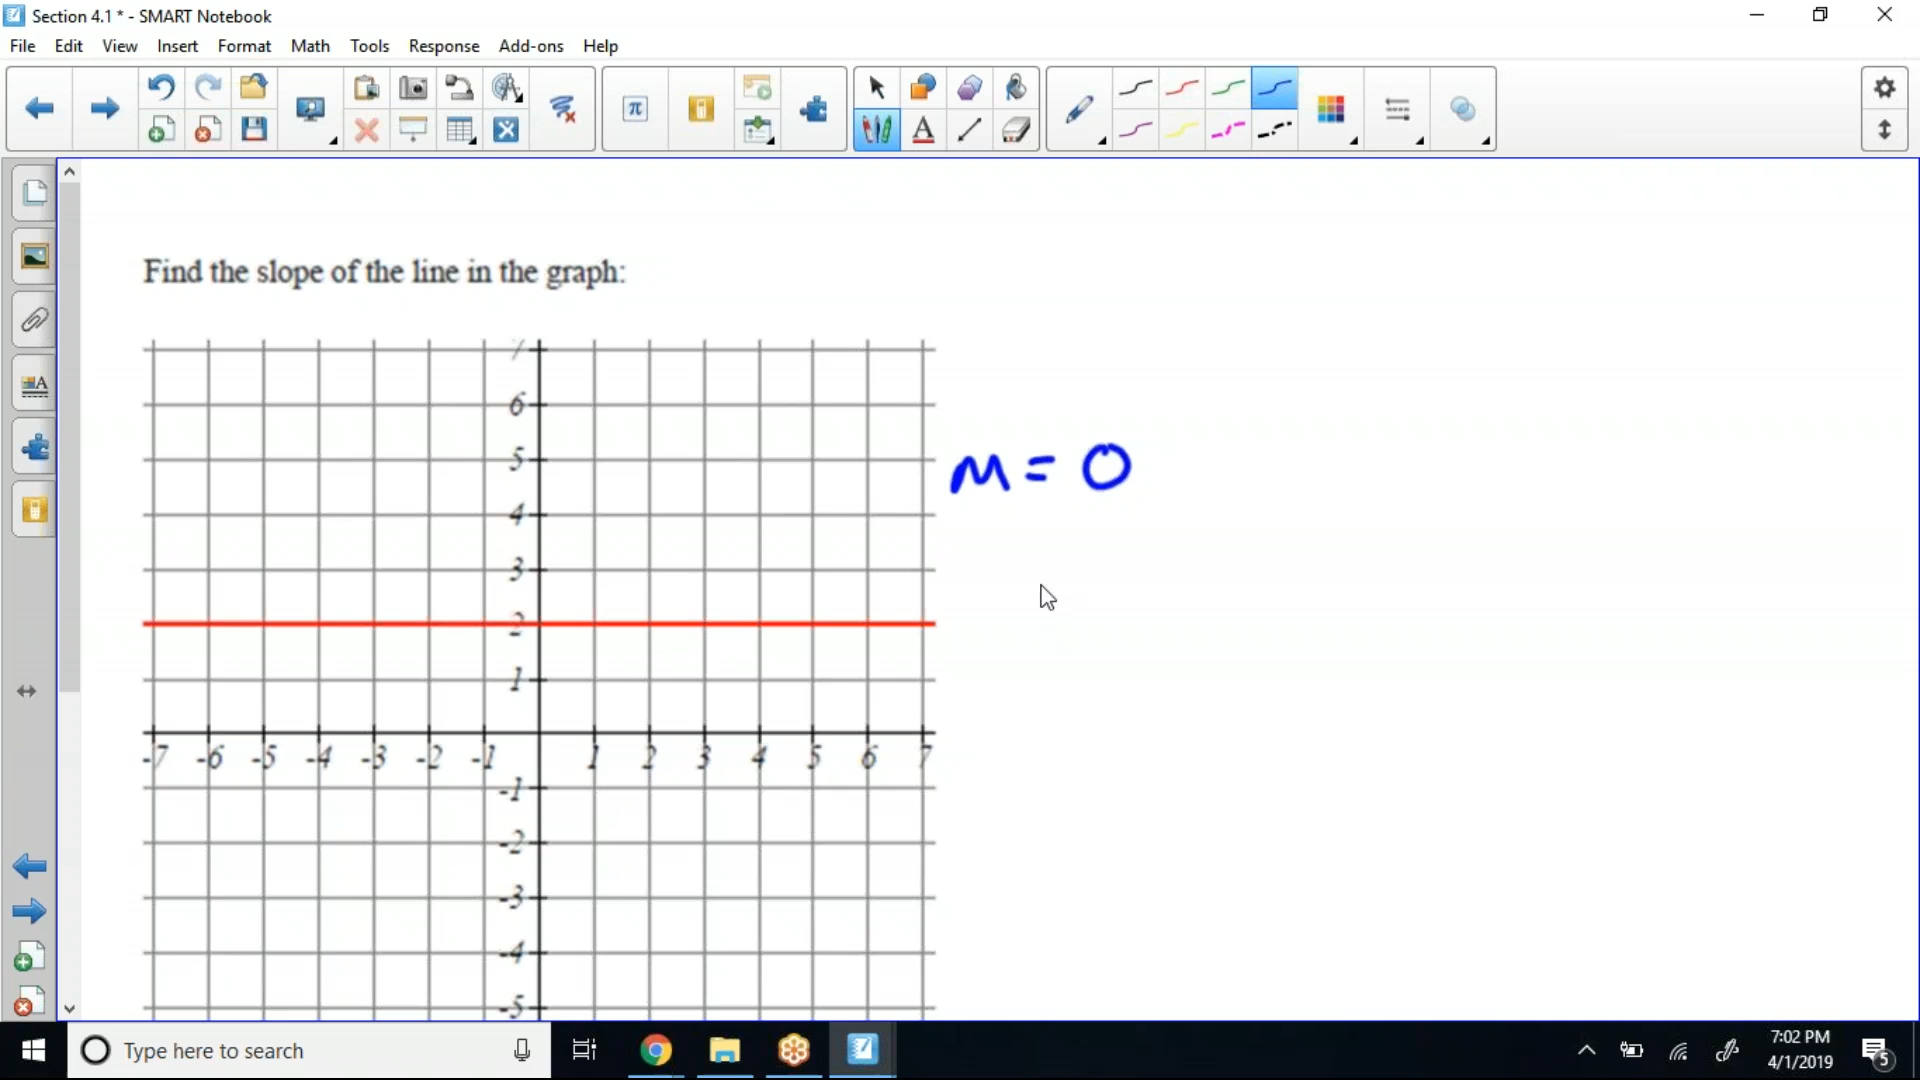 Section 4.1 * - SMART Notebook
File Edit View Insert Format Math Tools Response Add-ons Help
Find the slope of the line in the graph:
7
6
5
M = 0
4
3
2
1
-7 -6 -5 -4 -3 -2 -1 1 2 3 4 5 6 7
-1
-2
-3
-4
-5
Type here to search
7:02 PM
4/1/2019
5